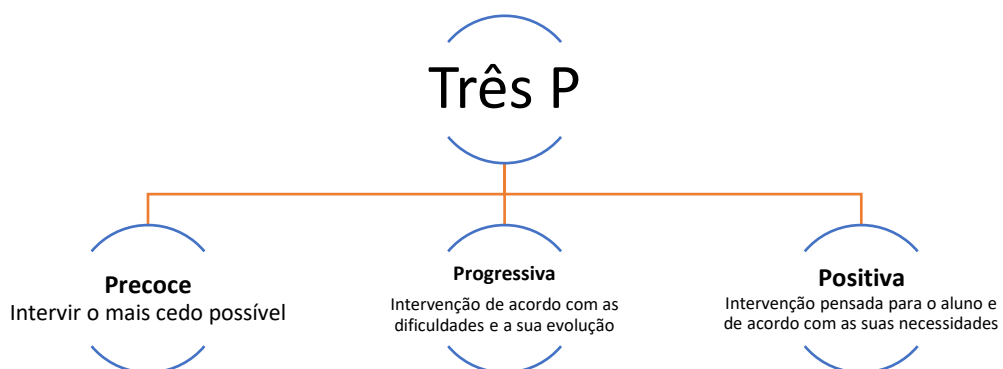 Três P
Precoce
Intervir o mais cedo possível
Progressiva
Intervenção de acordo com as
dificuldades e a sua evolução
Positiva
Intervenção pensada para o aluno e
de acordo com as suas necessidades